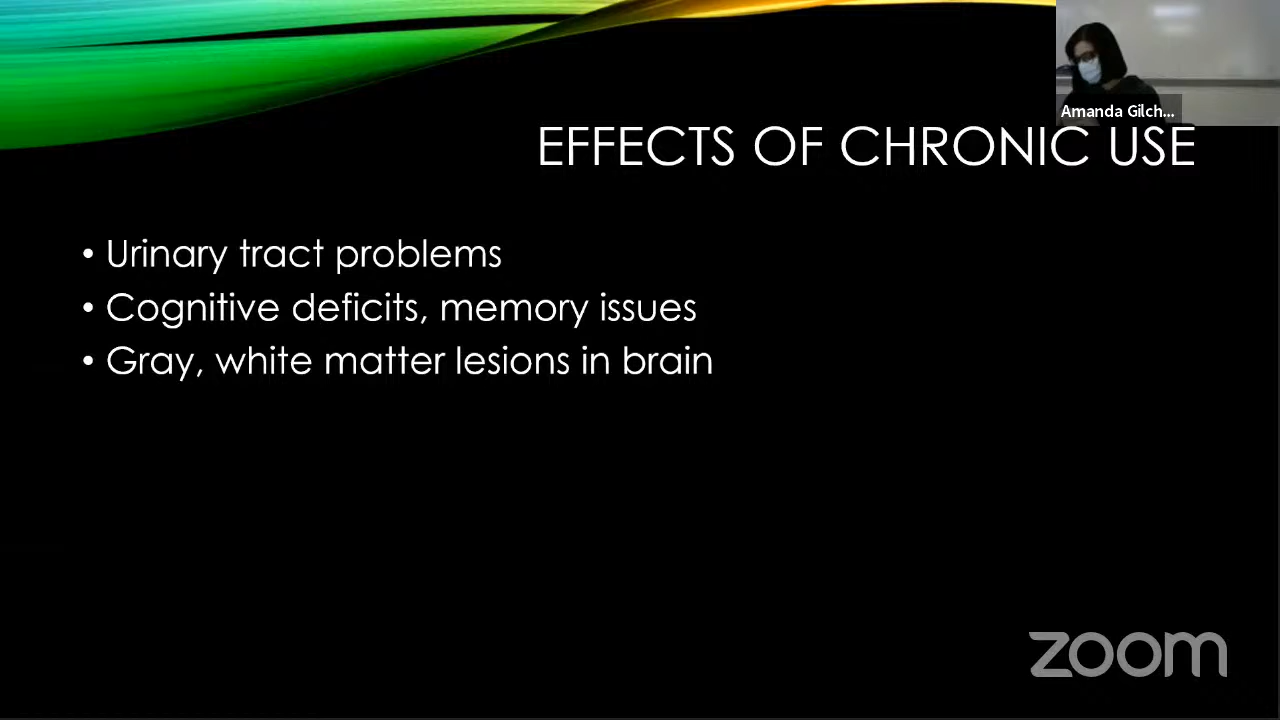 Amanda Gilch...
EFFECTS OF CHRONIC USE
• Urinary tract problems
• Cognitive deficits, memory issues
• Gray, white matter lesions in brain
zoom